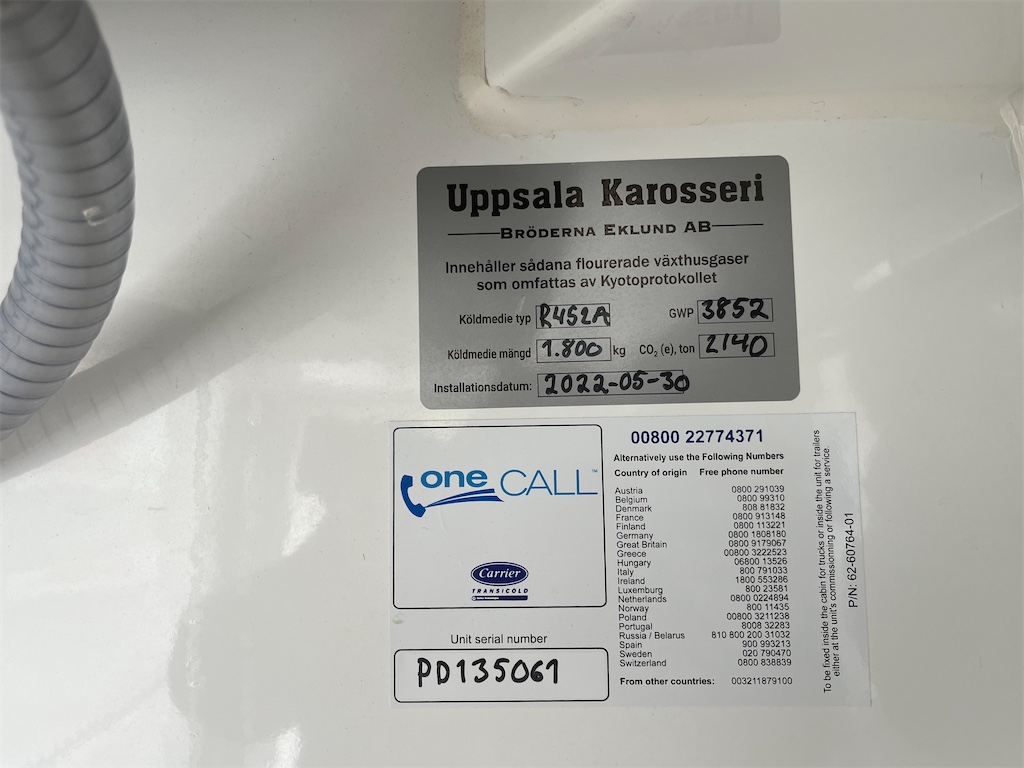 Uppsala Karosseri
BRÖDERNA EKLUND AB
Innehåller sådana flourerade växthusgaser
som omfattas av Kyotoprotokollet
Köldmedie typ R452A GWP 3852
Köldmedie mängd 1.800 kg CO₂ (e), ton 2140
Installationsdatum: 2022-05-30
one CALL™
Carrier
TRANSICOLD
Unit serial number
PD135061
00800 22774371
Alternatively use the Following Numbers
Country of origin Free phone number
Austria 0800 291039
Belgium 0800 99310
Denmark 808 81832
France 0800 913148
Finland 0800 113221
Germany 0800 1808180
Great Britain 0800 9179067
Greece 00800 3222523
Hungary 06800 13526
Italy 800 791033
Ireland 1800 553286
Luxemburg 800 23581
Netherlands 0800 0224894
Norway 800 11435
Poland 00800 3211238
Portugal 8008 32283
Russia / Belarus 810 800 200 31032
Spain 900 993213
Sweden 020 790470
Switzerland 0800 838839
From other countries: 003211879100
To be fixed inside the cabin for trucks or inside the unit for trailers
either at the unit's commissionning or following a service.
P/N: 62-60764-01